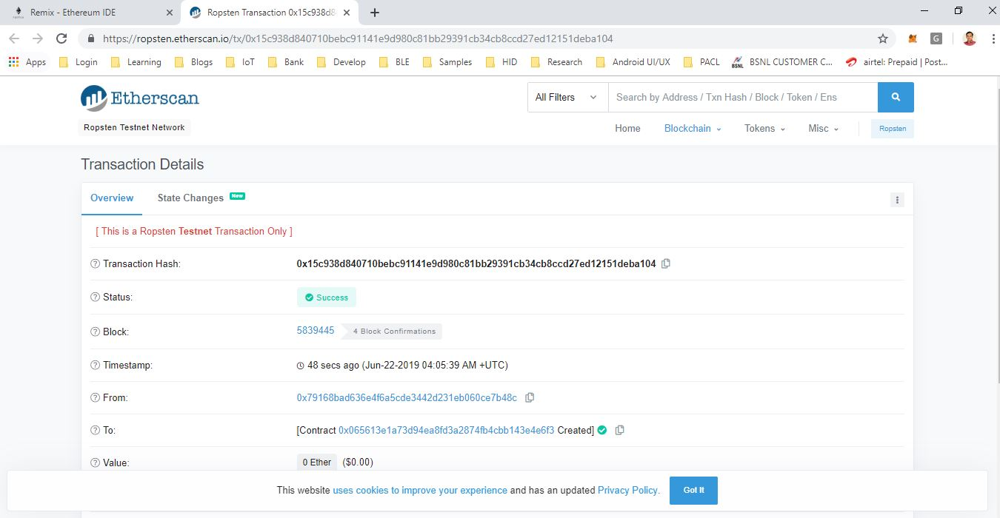 Remix - Ethereum IDE
Ropsten Transaction 0x15c938d8
https://ropsten.etherscan.io/tx/0x15c938d840710bebc91141e9d980c81bb29391cb34cb8ccd27ed12151deba104
G
Apps Login Learning Blogs IoT Bank Develop BLE Samples HID Research Android UI/UX PACL BSNL CUSTOMER C... airtel: Prepaid | Post...
Etherscan
All Filters Search by Address / Txn Hash / Block / Token / Ens
Ropsten Testnet Network
Home Blockchain Tokens Misc Ropsten
Transaction Details
Overview State Changes New
[ This is a Ropsten Testnet Transaction Only ]
Transaction Hash: 0x15c938d840710bebc91141e9d980c81bb29391cb34cb8ccd27ed12151deba104
Status: Success
Block: 5839445 4 Block Confirmations
Timestamp: 48 secs ago (Jun-22-2019 04:05:39 AM +UTC)
From: 0x79168bad636e4f6a5cde3442d231eb060ce7b48c
To: [Contract 0x065613e1a73d94ea8fd3a2874fb4cbb143e4e6f3 Created]
Value: 0 Ether ($0.00)
This website uses cookies to improve your experience and has an updated Privacy Policy. Got It